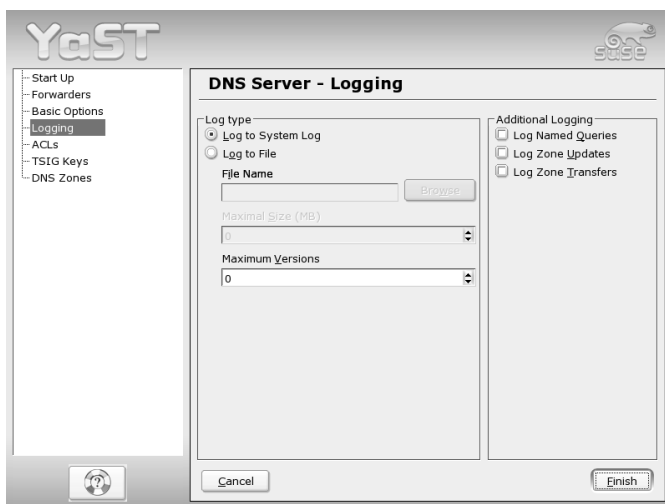 YaST
SUSE
Start Up
Forwarders
Basic Options
Logging
ACLs
TSIG Keys
DNS Zones
DNS Server - Logging
Log type
Log to System Log
Log to File
File Name
Browse
Maximal Size (MB)
0
Maximum Versions
0
Additional Logging
Log Named Queries
Log Zone Updates
Log Zone Transfers
?
Cancel
Finish